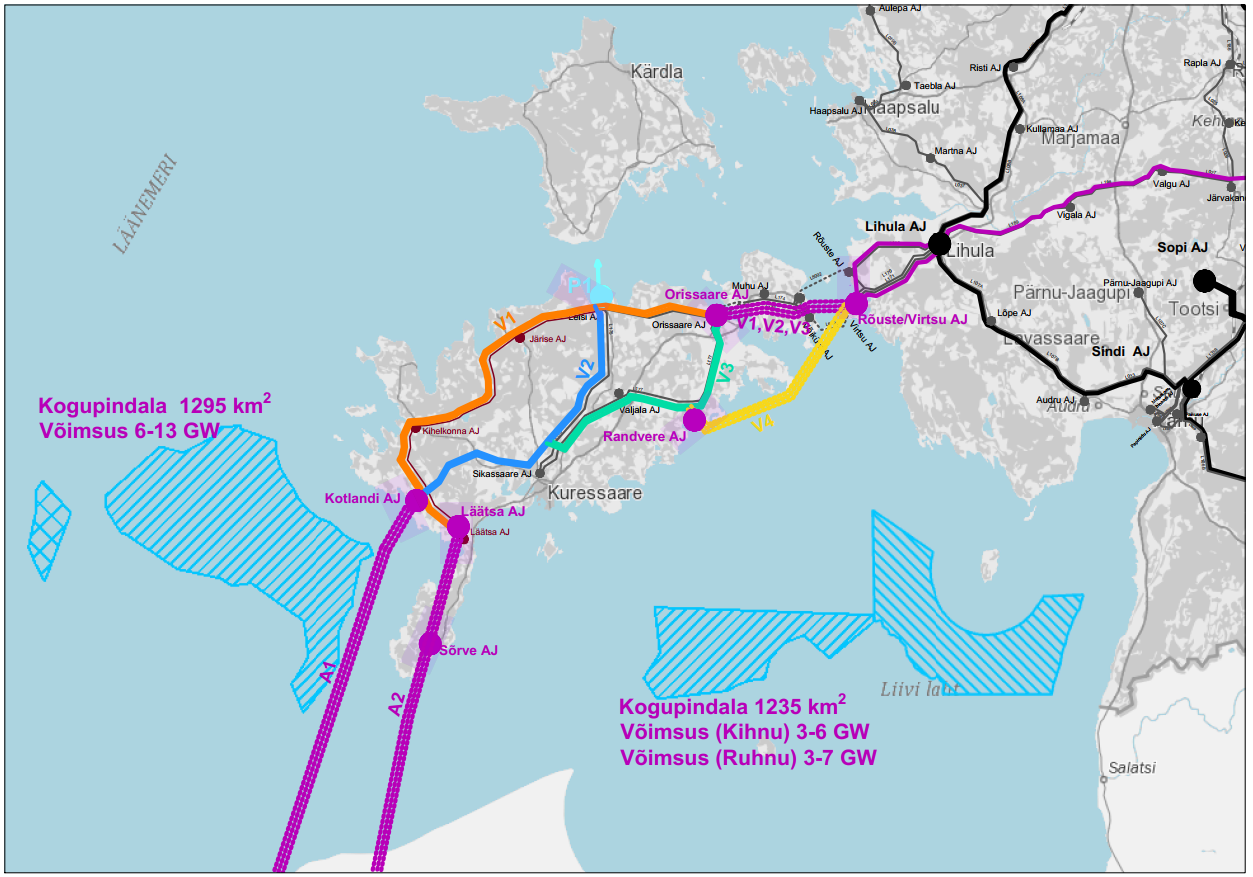 Aulepa AJ
Risti AJ
Rapla AJ
Kärdla
Taebla AJ
Haapsalu AJ
Haapsalu
Kullamaa AJ
Marjamaa
Martna AJ
LÄÄNEMERI
Valgu AJ
Järvakan
Vigala AJ
Lihula AJ
Lihula
Rõuste AJ
Sopi AJ
P1
Muhu AJ
Pärnu-Jaagupi AJ
Pärnu-Jaagupi
Orissaare AJ
Tootsi
Leisi AJ
Orissaare AJ
V1,V2,V3
Rõuste/Virtsu AJ
Virtsu AJ
Lõpe AJ
V1
Järise AJ
Lavassaare
Sindi AJ
V2
V3
Kogupindala 1295 km²
Võimsus 6-13 GW
Valjala AJ
V4
Audru AJ
Audru
Kihelkonna AJ
Randvere AJ
Sikassaare AJ
Kuressaare
Kotlandi AJ
Läätsa AJ
Läätsa AJ
Sõrve AJ
A1
A2
Liivi laht
Kogupindala 1235 km²
Võimsus (Kihnu) 3-6 GW
Võimsus (Ruhnu) 3-7 GW
Salatsi